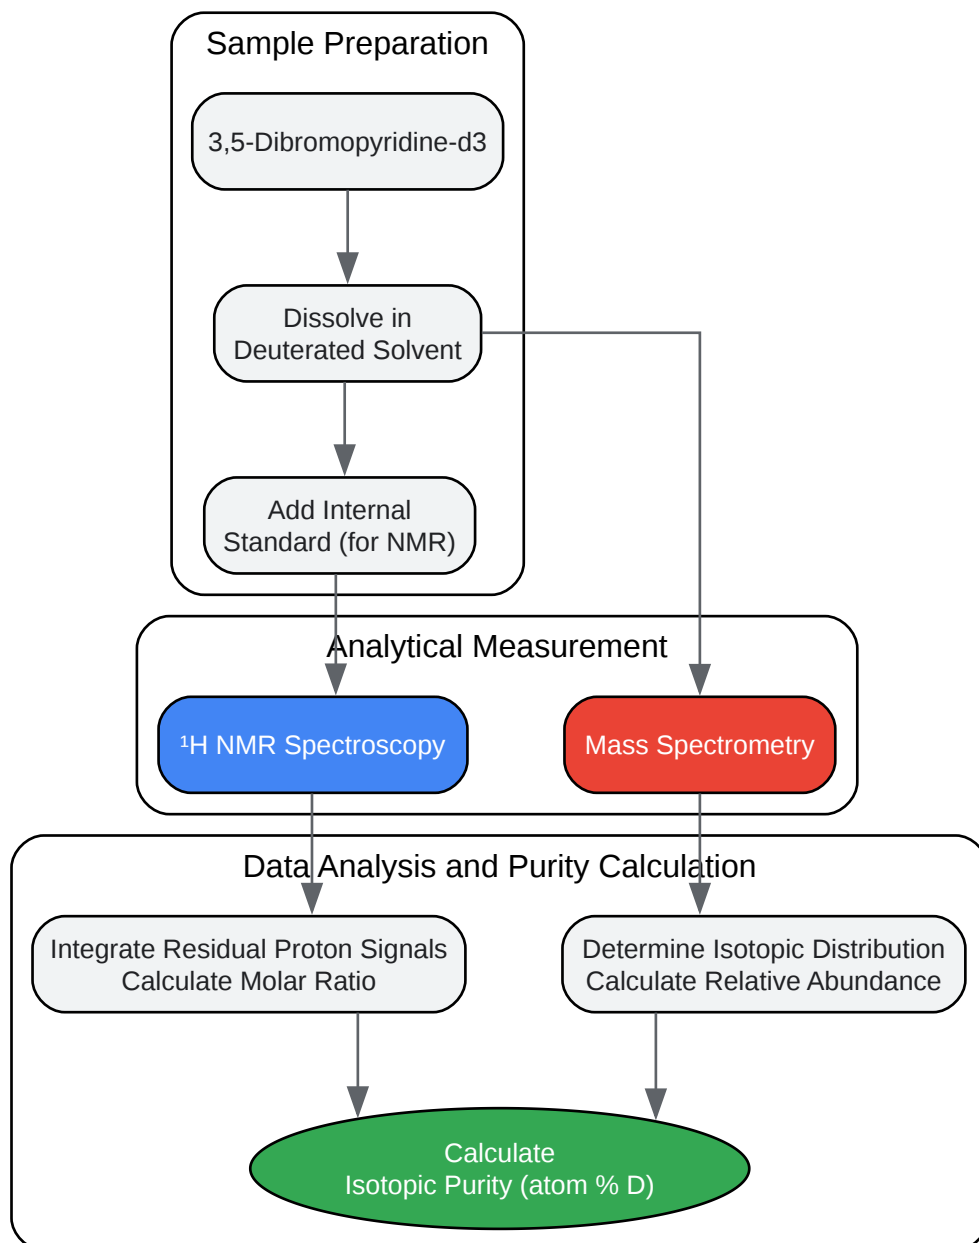 Sample Preparation
3,5-Dibromopyridine-d3
Dissolve in
Deuterated Solvent
Add Internal
Standard (for NMR)
Analytical Measurement
¹H NMR Spectroscopy
Mass Spectrometry
Data Analysis and Purity Calculation
Integrate Residual Proton Signals
Calculate Molar Ratio
Determine Isotopic Distribution
Calculate Relative Abundance
Calculate
Isotopic Purity (atom % D)